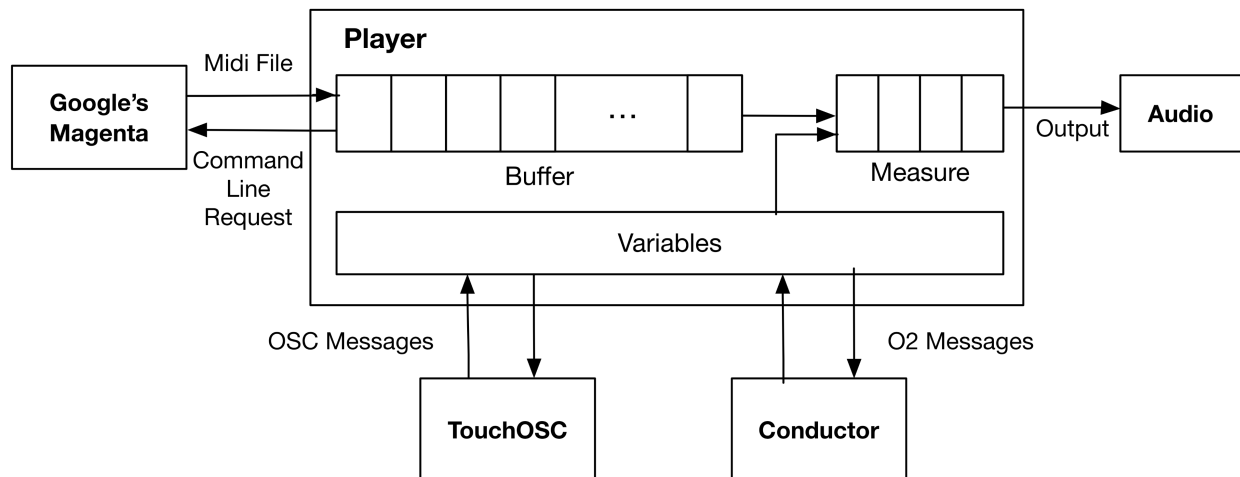 Player
Midi File
Google's
Magenta
...
Audio
Output
Command
Line
Request
Buffer
Measure
Variables
OSC Messages
O2 Messages
TouchOSC
Conductor